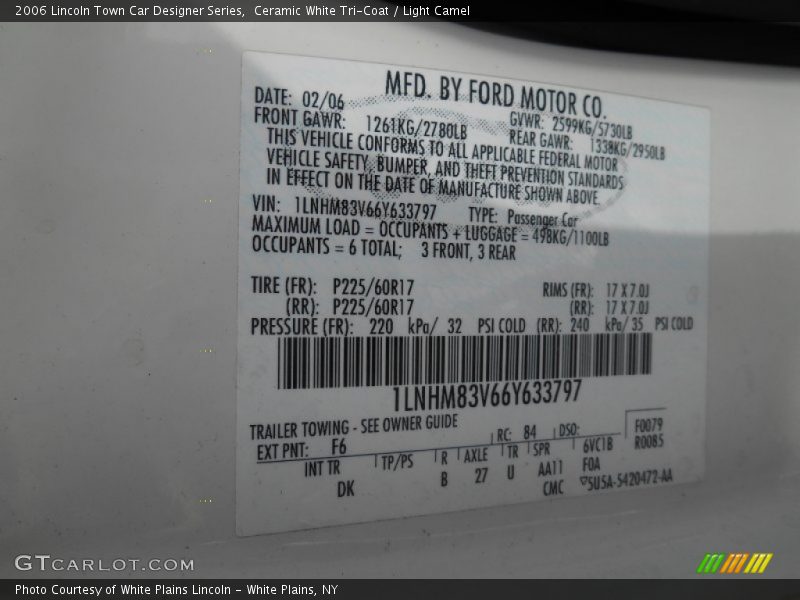 2006 Lincoln Town Car Designer Series, Ceramic White Tri-Coat / Light Camel
MFD. BY FORD MOTOR CO.
DATE: 02/06 GVWR: 2599KG/5730LB
FRONT GAWR: 1261KG/2780LB REAR GAWR: 1338KG/2950LB
THIS VEHICLE CONFORMS TO ALL APPLICABLE FEDERAL MOTOR
VEHICLE SAFETY, BUMPER, AND THEFT PREVENTION STANDARDS
IN EFFECT ON THE DATE OF MANUFACTURE SHOWN ABOVE.
VIN: 1LNHM83V66Y633797 TYPE: Passenger Car
MAXIMUM LOAD = OCCUPANTS + LUGGAGE = 498KG/1100LB
OCCUPANTS = 6 TOTAL; 3 FRONT, 3 REAR
TIRE (FR): P225/60R17 RIMS (FR): 17 X 7.0J
(RR): P225/60R17 (RR): 17 X 7.0J
PRESSURE (FR): 220 kPa/ 32 PSI COLD (RR): 240 kPa/ 35 PSI COLD
1LNHM83V66Y633797
TRAILER TOWING - SEE OWNER GUIDE
EXT PNT: F6 RC: 84 DSO: F0079
INT TR TP/PS R AXLE TR SPR 6VC1B R0085
DK B 27 U AA11 F0A
CMC ▽5U5A-5420472-AA
GTCARLOT.COM
Photo Courtesy of White Plains Lincoln - White Plains, NY